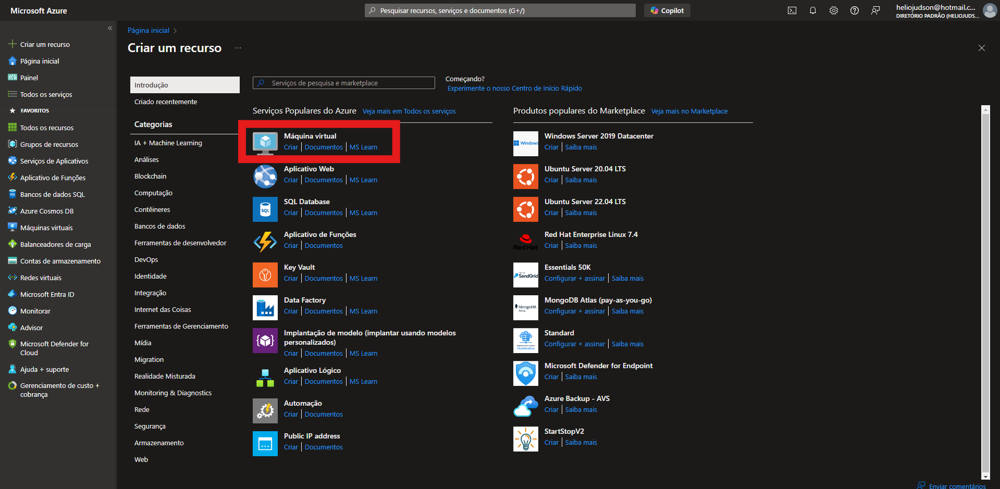 Microsoft Azure
Pesquisar recursos, serviços e documentos (G+/)
Copilot
heliojudson@hotmail.c...
DIRETÓRIO PADRÃO (HELIOJUDS...
«
Criar um recurso
Página inicial
Painel
Todos os serviços
FAVORITOS
Todos os recursos
Grupos de recursos
Serviços de Aplicativos
Aplicativo de Funções
Bancos de dados SQL
Azure Cosmos DB
Máquinas virtuais
Balanceadores de carga
Contas de armazenamento
Redes virtuais
Microsoft Entra ID
Monitorar
Advisor
Microsoft Defender for
Cloud
Ajuda + suporte
Gerenciamento de custo +
cobrança
Página inicial >
Criar um recurso ...
Introdução
Criado recentemente
Categorias
IA + Machine Learning
Análises
Blockchain
Computação
Contêineres
Bancos de dados
Ferramentas de desenvolvedor
DevOps
Identidade
Integração
Internet das Coisas
Ferramentas de Gerenciamento
Mídia
Migration
Realidade Misturada
Monitoring & Diagnostics
Rede
Segurança
Armazenamento
Web
Serviços de pesquisa e marketplace
Começando?
Experimente o nosso Centro de Início Rápido
Serviços Populares do Azure Veja mais em Todos os serviços
Máquina virtual
Criar | Documentos | MS Learn
Aplicativo Web
Criar | Documentos | MS Learn
SQL
SQL Database
Criar | Documentos | MS Learn
Aplicativo de Funções
Criar | Documentos
Key Vault
Criar | Documentos | MS Learn
Data Factory
Criar | Documentos | MS Learn
Implantação de modelo (implantar usando modelos
personalizados)
Criar | Documentos | MS Learn
Aplicativo Lógico
Criar | Documentos | MS Learn
Automação
Criar | Documentos
Public IP address
Criar | Documentos
Produtos populares do Marketplace Veja mais no Marketplace
Windows
Windows Server 2019 Datacenter
Criar | Saiba mais
Ubuntu Server 20.04 LTS
Criar | Saiba mais
Ubuntu Server 22.04 LTS
Criar | Saiba mais
Red Hat
Red Hat Enterprise Linux 7.4
Criar | Saiba mais
SendGrid
Essentials 50K
Configurar + assinar | Saiba mais
MongoDB.
Atlas
MongoDB Atlas (pay-as-you-go)
Configurar + assinar | Saiba mais
CloudSandbox
Standard
Configurar + assinar | Saiba mais
Microsoft Defender for Endpoint
Criar | Saiba mais
Azure Backup - AVS
Criar | Saiba mais
StartStopV2
Criar | Saiba mais
Enviar comentários